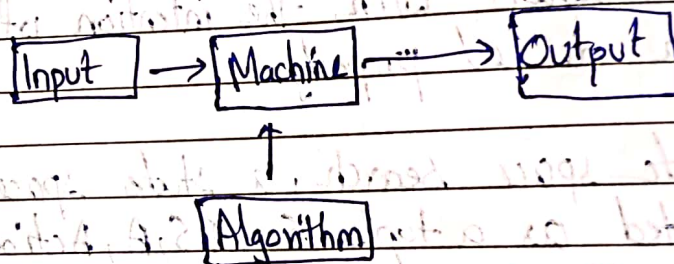 Input → Machine ...→ Output
↑
Algorithm